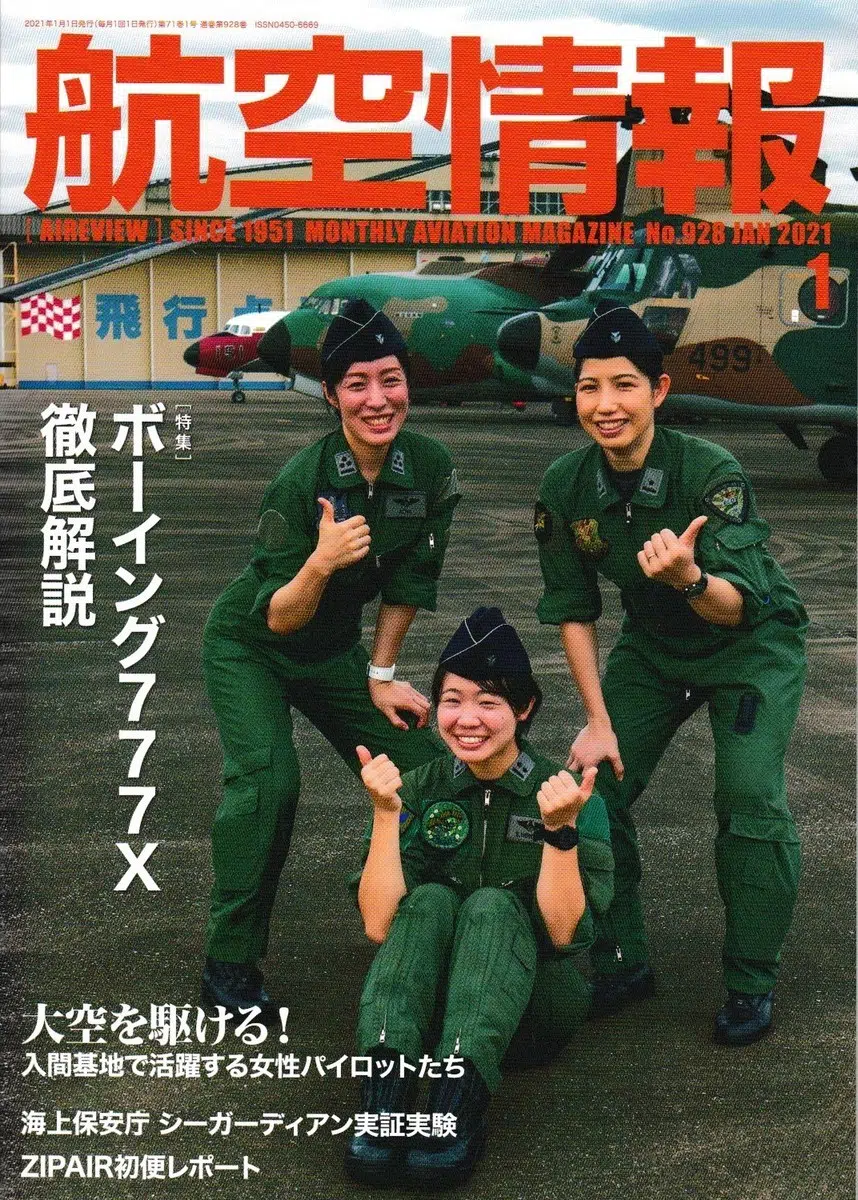 2021年1月1日発行(毎月1回1日発行)第71巻1号 通巻第928巻 ISSN0450-6669
航空情報
[ AIREVIEW ] SINCE 1951 MONTHLY AVIATION MAGAZINE No.928 JAN 2021
1
飛行点
151
499
[特集]
ボーイング777X
徹底解説
大空を駆ける!
入間基地で活躍する女性パイロットたち
海上保安庁 シーガーディアン実証実験
ZIPAIR初便レポート